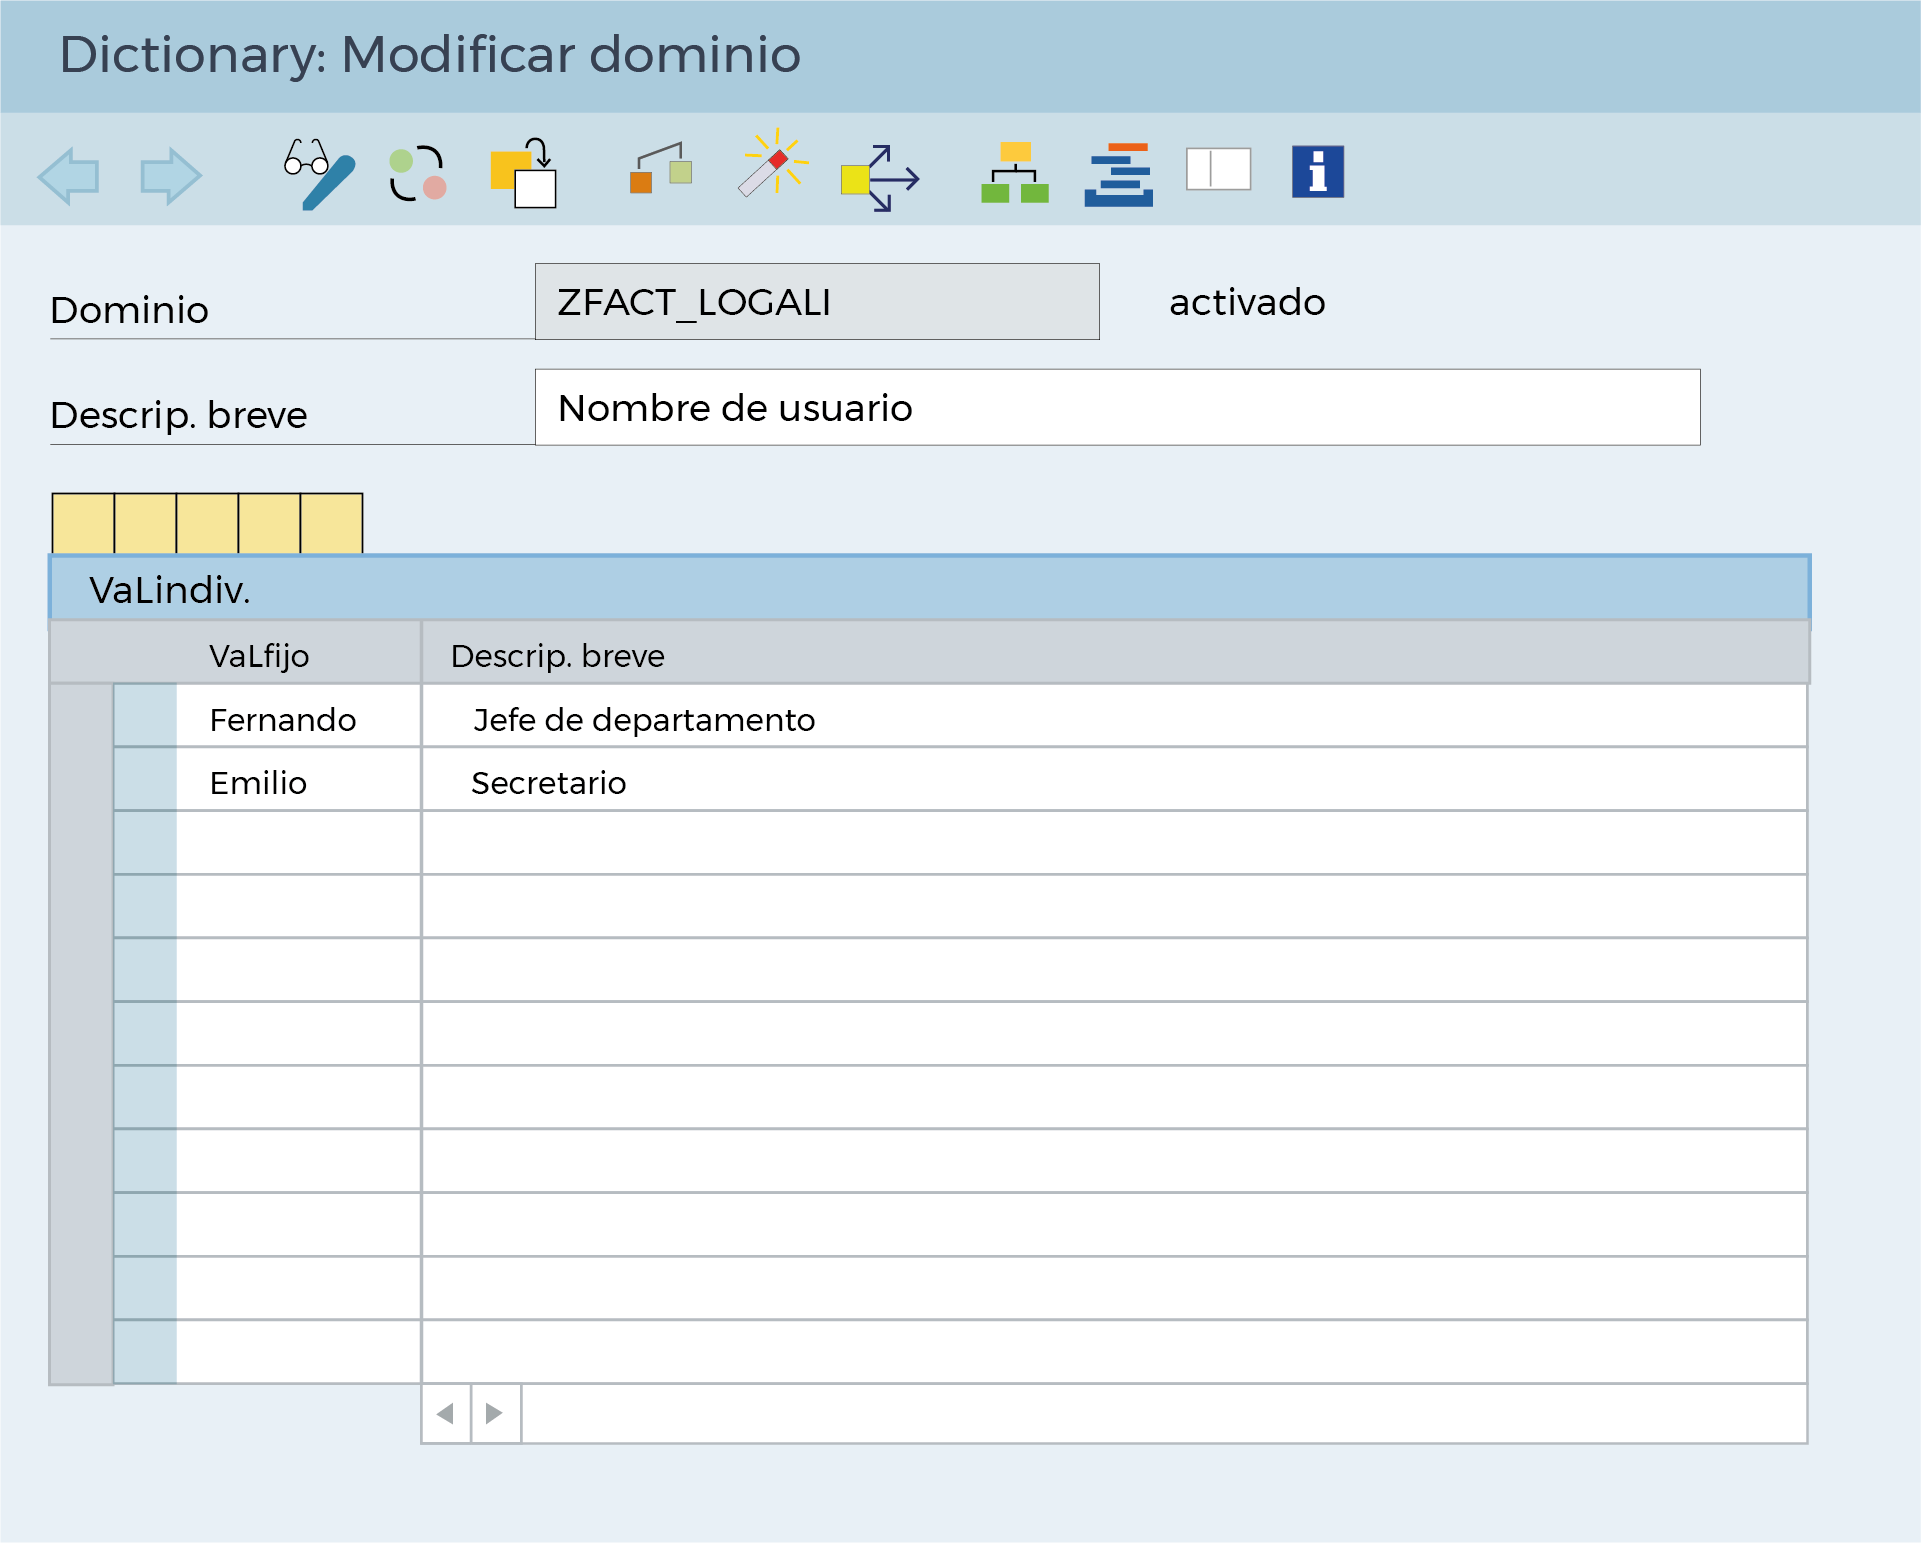 Dictionary: Modificar dominio
Dominio ZFACT_LOGALI activado
Descrip. breve Nombre de usuario
VaLindiv.
VaLfijo Descrip. breve
Fernando Jefe de departamento
Emilio Secretario